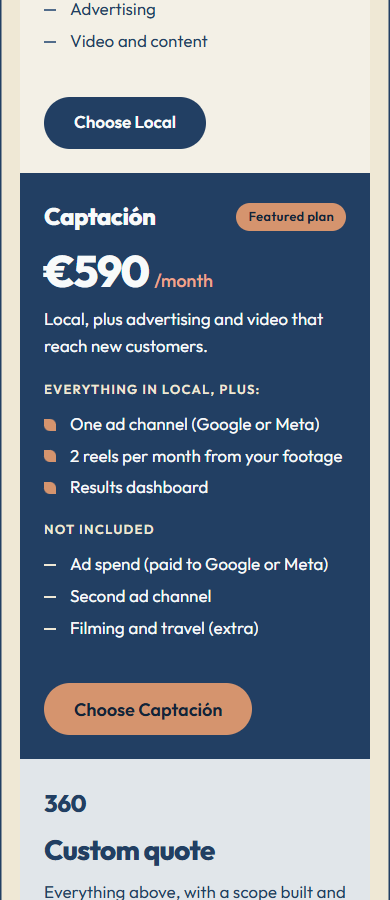 — Advertising
— Video and content
Choose Local
Captación
Featured plan
€590 /month
Local, plus advertising and video that
reach new customers.
EVERYTHING IN LOCAL, PLUS:
One ad channel (Google or Meta)
2 reels per month from your footage
Results dashboard
NOT INCLUDED
— Ad spend (paid to Google or Meta)
— Second ad channel
— Filming and travel (extra)
Choose Captación
360
Custom quote
Everything above, with a scope built and